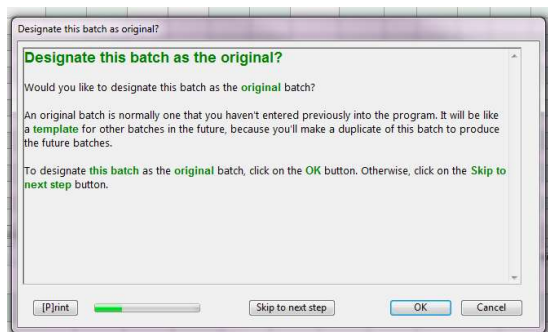 Designate this batch as original?
Designate this batch as the original?
Would you like to designate this batch as the original batch?
An original batch is normally one that you haven't entered previously into the program. It will be like
a template for other batches in the future, because you'll make a duplicate of this batch to produce
the future batches.
To designate this batch as the original batch, click on the OK button. Otherwise, click on the Skip to
next step button.
[P]rint Skip to next step OK Cancel